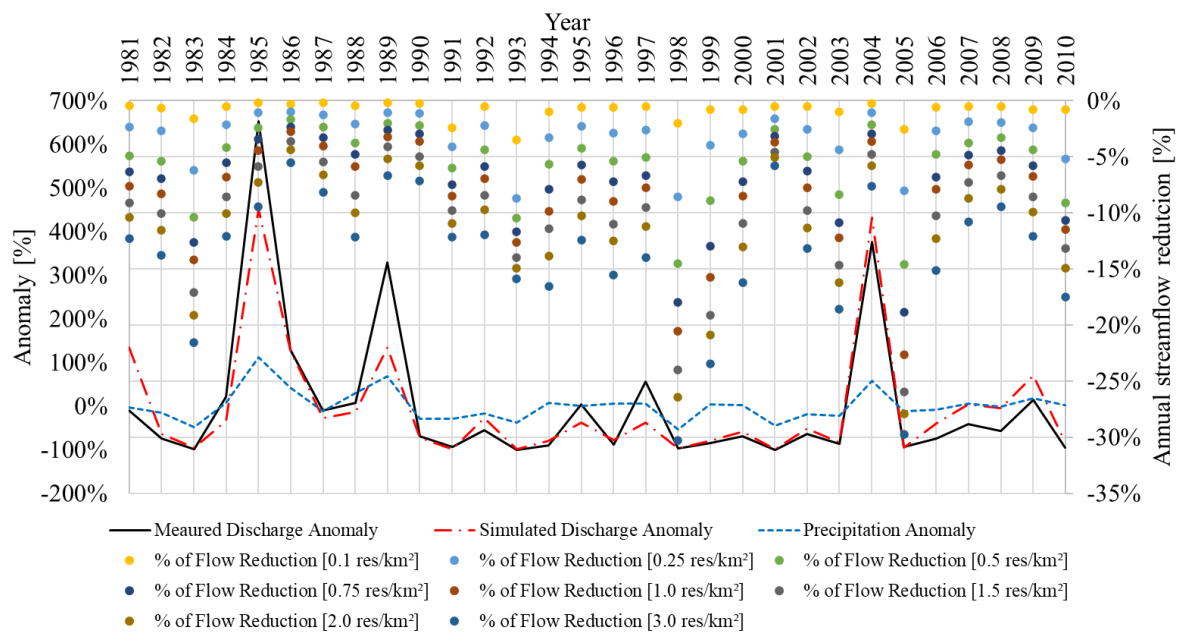 Year
1981 1982 1983 1984 1985 1986 1987 1988 1989 1990 1991 1992 1993 1994 1995 1996 1997 1998 1999 2000 2001 2002 2003 2004 2005 2006 2007 2008 2009 2010
Anomaly [%]
700%
600%
500%
400%
300%
200%
100%
0%
-100%
-200%
0%
-5%
-10%
-15%
-20%
-25%
-30%
-35%
Annual streamflow redutcion [%]
Meaured Discharge Anomaly
Simulated Discharge Anomaly
Precipitation Anomaly
% of Flow Reduction [0.1 res/km²]
% of Flow Reduction [0.25 res/km²]
% of Flow Reduction [0.5 res/km²]
% of Flow Reduction [0.75 res/km²]
% of Flow Reduction [1.0 res/km²]
% of Flow Reduction [1.5 res/km²]
% of Flow Reduction [2.0 res/km²]
% of Flow Reduction [3.0 res/km²]